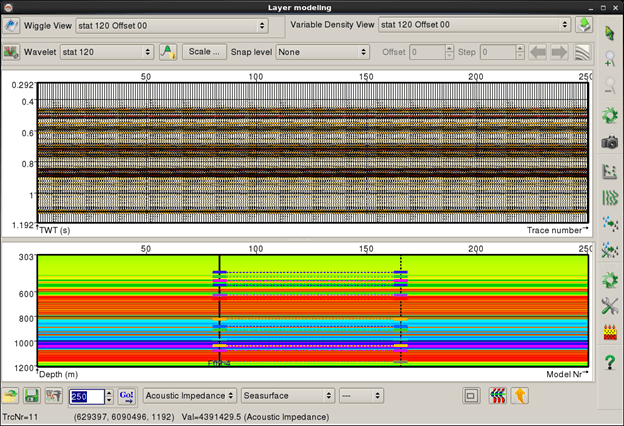 Layer modeling
Wiggle View stat 120 Offset 00 Variable Density View stat 120 Offset 00
Wavelet stat 120 Scale ... Snap level None Offset 0 Step 0
50 100 150 200 250
0.292
0.4
0.6
0.8
1
1.192
TWT (s) Trace number
50 100 150 200 250
303
600
800
1000
1200
Depth (m) Model Nr
250 Go! Acoustic Impedance Seasurface ---
TrcNr=11 (629397, 6090496, 1192) Val=4391429.5 (Acoustic Impedance)